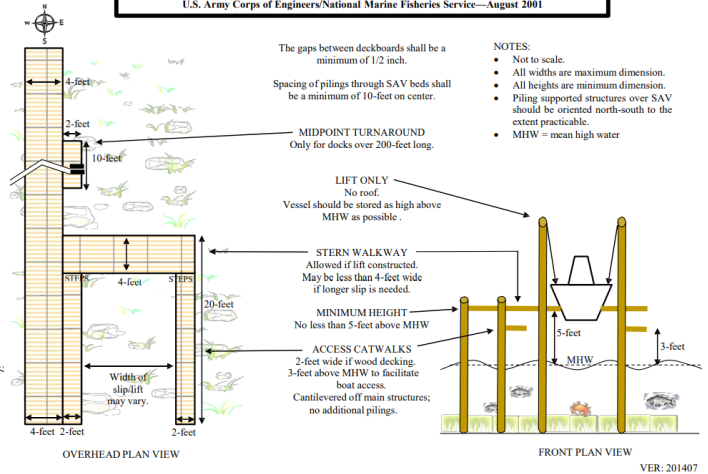 U.S. Army Corps of Engineers/National Marine Fisheries Service—August 2001
N
W
E
S
The gaps between deckboards shall be a
minimum of 1/2 inch.
Spacing of pilings through SAV beds shall
be a minimum of 10-feet on center.
NOTES:
• Not to scale.
• All widths are maximum dimension.
• All heights are minimum dimension.
• Piling supported structures over SAV
should be oriented north-south to the
extent practicable.
• MHW = mean high water
4-feet
2-feet
10-feet
MIDPOINT TURNAROUND
Only for docks over 200-feet long.
LIFT ONLY
No roof.
Vessel should be stored as high above
MHW as possible .
STERN WALKWAY
Allowed if lift constructed.
May be less than 4-feet wide
if longer slip is needed.
MINIMUM HEIGHT
No less than 5-feet above MHW
ACCESS CATWALKS
2-feet wide if wood decking.
3-feet above MHW to facilitate
boat access.
Cantilevered off main structures;
no additional pilings.
STEPS
4-feet
STEPS
20-feet
Width of
slip/lift
may vary.
4-feet
2-feet
2-feet
5-feet
3-feet
MHW
OVERHEAD PLAN VIEW
FRONT PLAN VIEW
VER: 201407